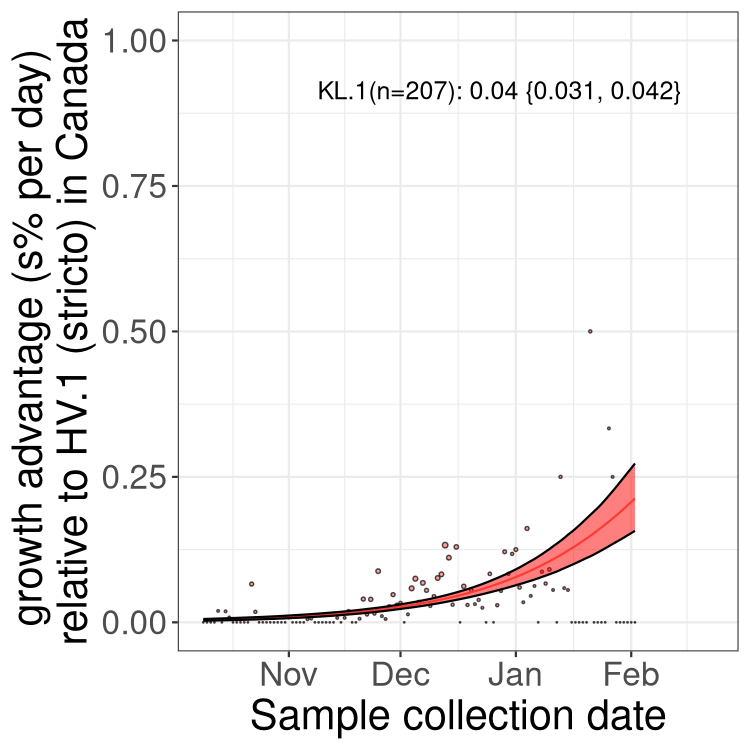 growth advantage (s% per day)
relative to HV.1 (stricto) in Canada
1.00
0.75
0.50
0.25
0.00
KL.1(n=207): 0.04 {0.031, 0.042}
Nov Dec Jan Feb
Sample collection date